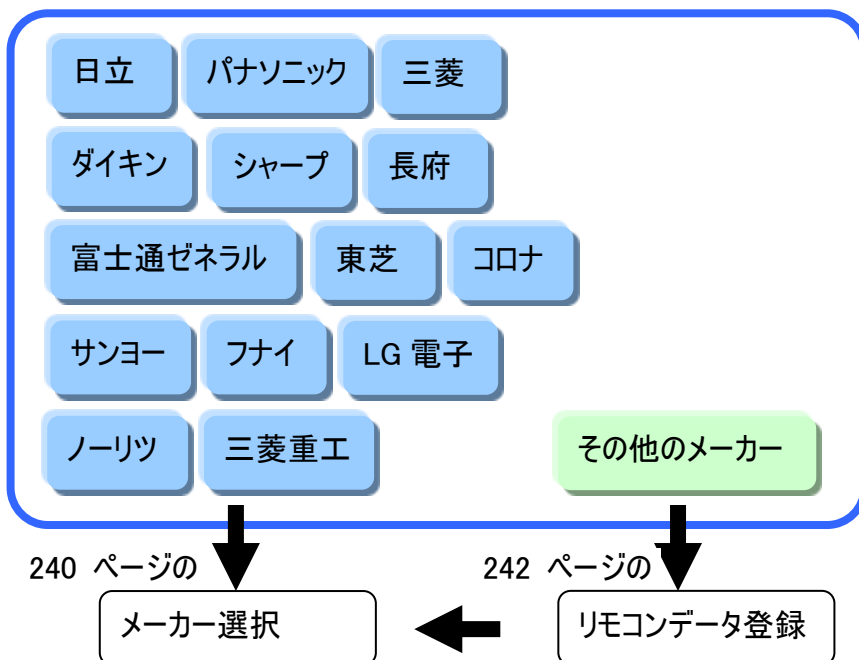 日立 パナソニック 三菱
ダイキン シャープ 長府
富士通ゼネラル 東芝 コロナ
サンヨー フナイ LG 電子
ノーリツ 三菱重工 その他のメーカー
240 ページの 242 ページの
メーカー選択 リモコンデータ登録